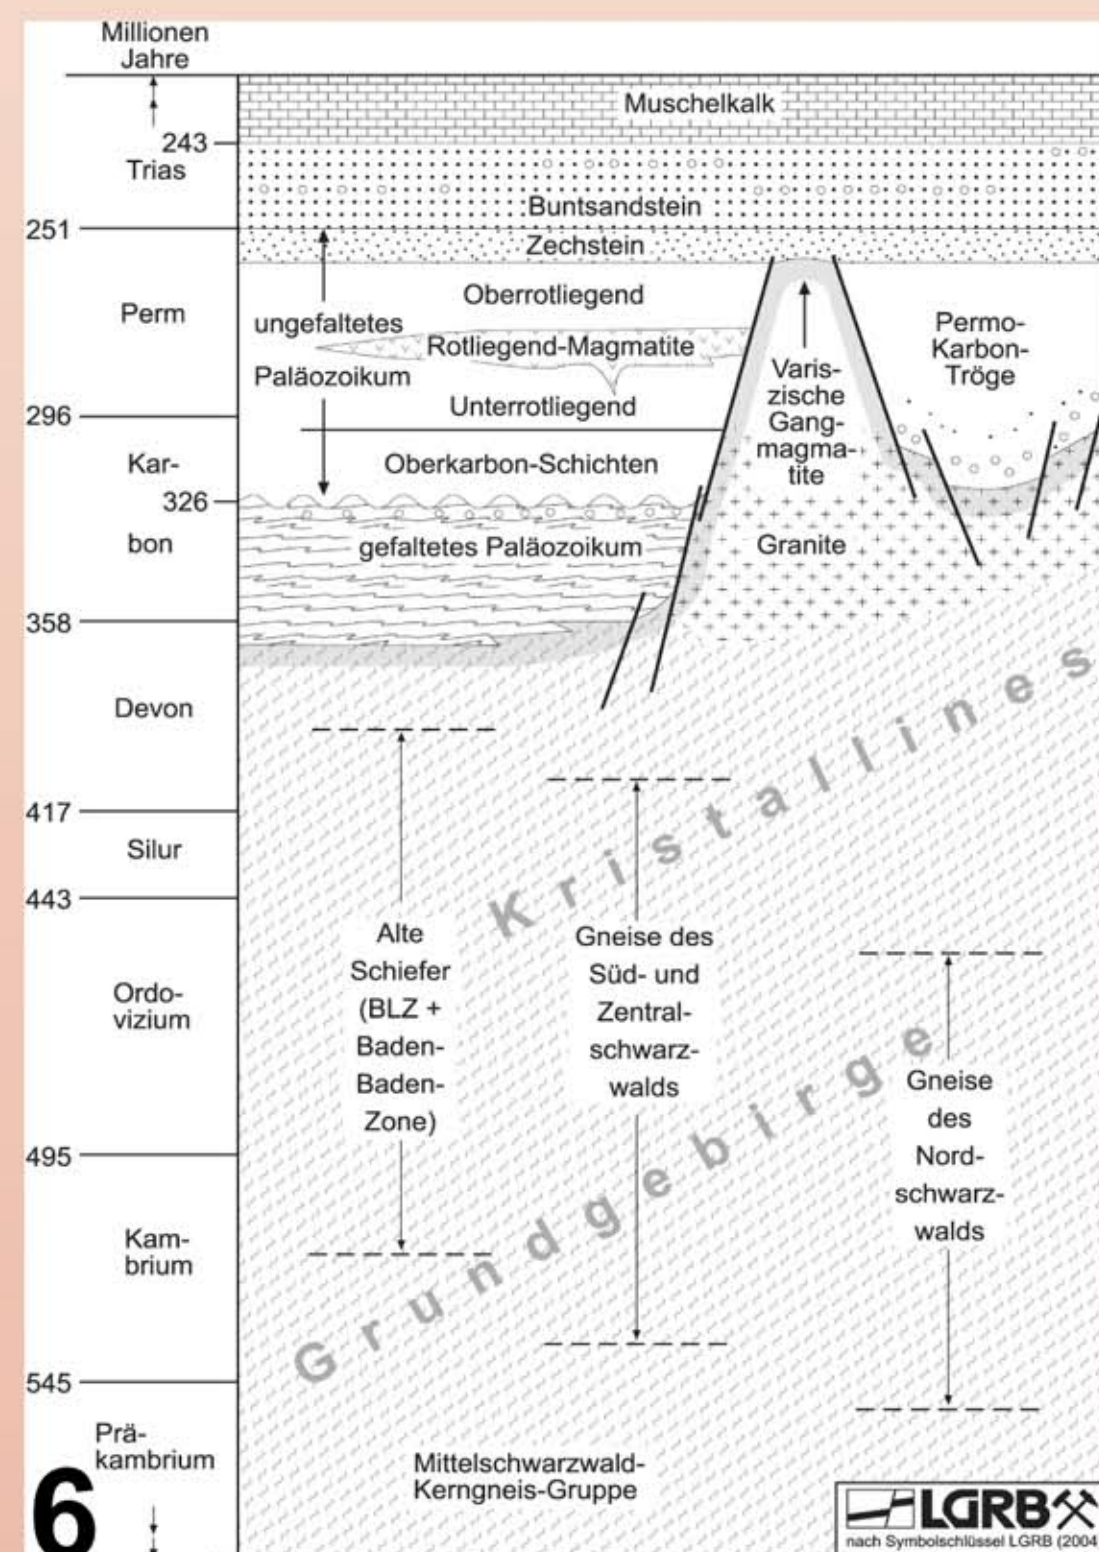 Millionen
Jahre
Muschelkalk
243
Trias
Buntsandstein
251
Zechstein
Perm
Oberrotliegend
ungefaltetes
Paläozoikum
Rotliegend-Magmatite
Unterrotliegend
Varis-
zische
Gang-
magma-
tite
Permo-
Karbon-
Tröge
296
Kar-
bon
Oberkarbon-Schichten
326
gefaltetes Paläozoikum
Granite
358
Devon
417
Silur
443
Kristallines
Grundgebirge
Alte
Schiefer
(BLZ +
Baden-
Baden-
Zone)
Gneise des
Süd- und
Zentral-
schwarz-
walds
Gneise
des
Nord-
schwarz-
walds
Ordo-
vizium
495
Kam-
brium
545
Prä-
kambrium
Mittelschwarzwald-
Kerngneis-Gruppe
6
LGRB
nach Symbolschlüssel LGRB (2004